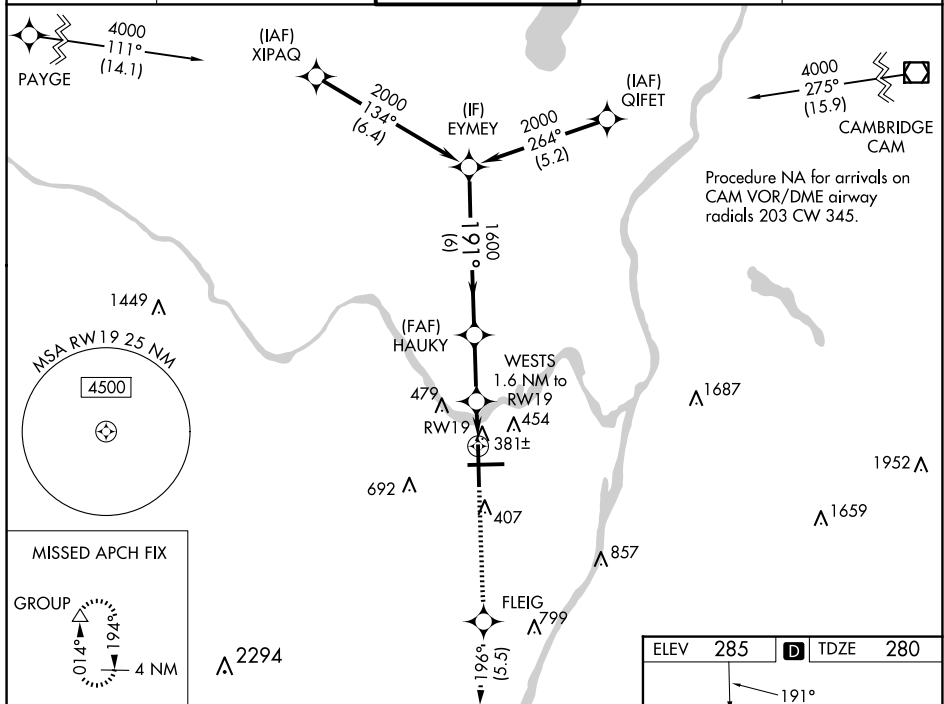 4000
111°
(14.1)
PAYGE
(IAF)
XIPAQ
2000
134°
(6.4)
(IF)
EYMEY
(IAF)
QIFET
2000
264°
(5.2)
4000
275°
(15.9)
CAMBRIDGE
CAM
Procedure NA for arrivals on
CAM VOR/DME airway
radials 203 CW 345.
1600
191°
(6)
1449
MSA RW19 25 NM
4500
(FAF)
HAUKY
WESTS
1.6 NM to
RW19
479
454
RW19
381±
1687
1952
692
407
1659
857
MISSED APCH FIX
GROUP
014°
194°
4 NM
FLEIG
799
196°
(5.5)
2294
ELEV 285 D TDZE 280
191°